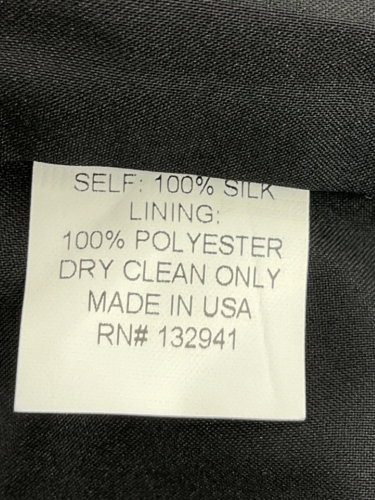 SELF: 100% SILK
LINING:
100% POLYESTER
DRY CLEAN ONLY
MADE IN USA
RN# 132941